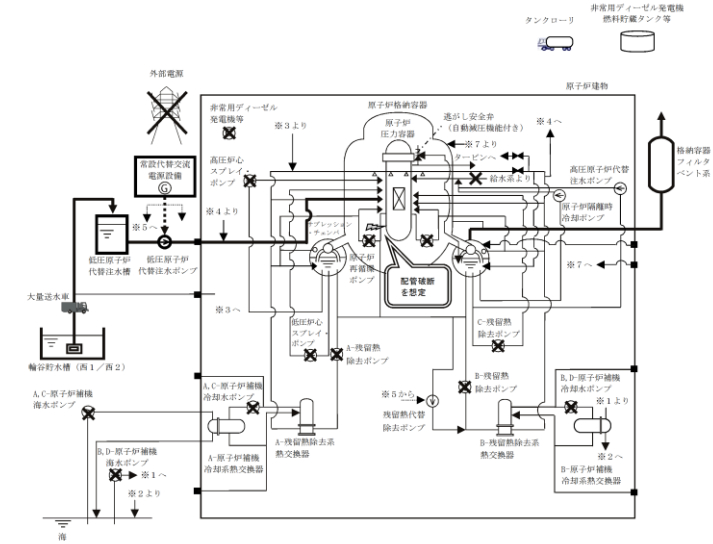 タンクローリ
非常用ディーゼル発電機
燃料貯蔵タンク等
外部電源
原子炉建物
非常用ディーゼル
発電機等
原子炉格納容器
原子炉
圧力容器
逃がし安全弁
（自動減圧機能付き）
※３より
※４へ
※７より
タービンへ
給水系より
高圧炉心
スプレイ・
ポンプ
高圧原子炉代替
注水ポンプ
格納容器
フィルタ
ベント系
常設代替交流
電源設備
G
※５へ
※４より
サプレッション
・チェンバ
原子炉隔離時
冷却ポンプ
低圧原子炉
代替注水槽
低圧原子炉
代替注水ポンプ
原子炉
再循環
ポンプ
配管破断
を想定
※７へ
大量送水車
※３へ
低圧炉心
スプレイ・
ポンプ
A-残留熱
除去ポンプ
C-残留熱
除去ポンプ
輪谷貯水槽（西１／西２）
B-残留熱
除去ポンプ
A,C-原子炉補機
海水ポンプ
A,C-原子炉補機
冷却水ポンプ
※５から
残留熱代替
除去ポンプ
B,D-原子炉補機
冷却水ポンプ
※１より
B,D-原子炉補機
海水ポンプ
※１へ
※２より
A-原子炉補機
冷却系熱交換器
A-残留熱除去系
熱交換器
B-残留熱除去系
熱交換器
※２へ
B-原子炉補機
冷却系熱交換器
海